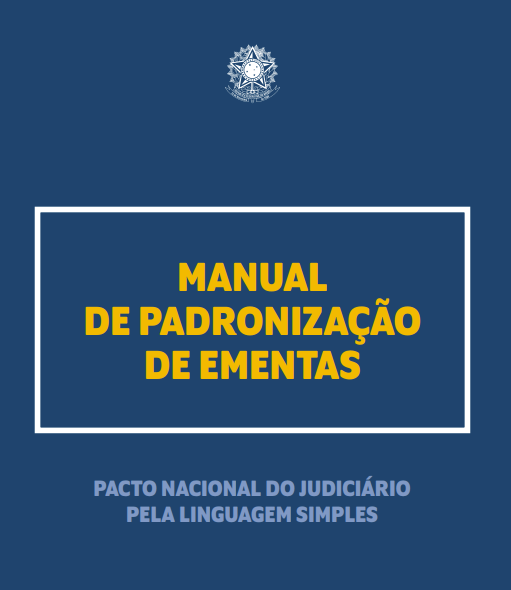 MANUAL
DE PADRONIZAÇÃO
DE EMENTAS
PACTO NACIONAL DO JUDICIÁRIO
PELA LINGUAGEM SIMPLES